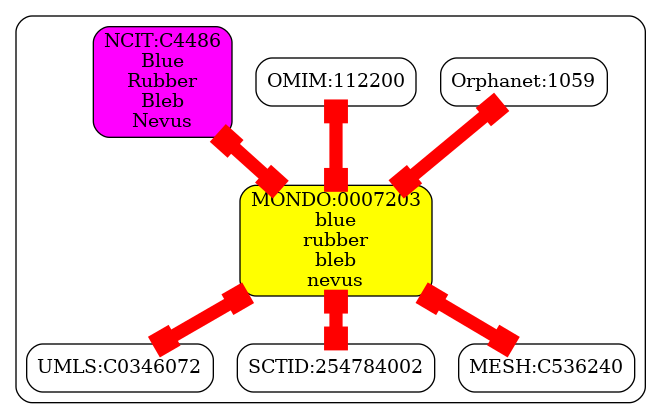 NCIT:C4486
Blue
Rubber
Bleb
Nevus
OMIM:112200
Orphanet:1059
MONDO:0007203
blue
rubber
bleb
nevus
UMLS:C0346072
SCTID:254784002
MESH:C536240